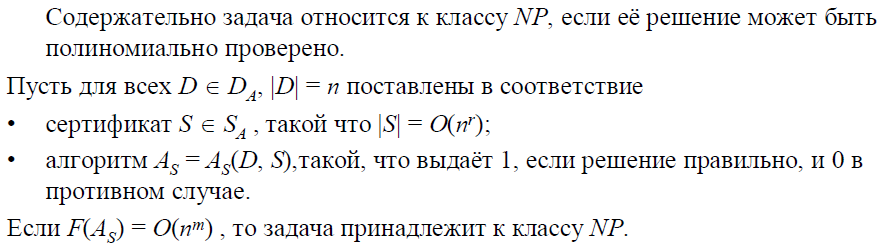 Содержательно задача относится к классу NP, если её решение может быть
полиномиально проверено.
Пусть для всех D ∈ D_A, |D| = n поставлены в соответствие
• сертификат S ∈ S_A , такой что |S| = O(n^r);
• алгоритм A_S = A_S(D, S),такой, что выдаёт 1, если решение правильно, и 0 в
противном случае.
Если F(A_S) = O(n^m) , то задача принадлежит к классу NP.